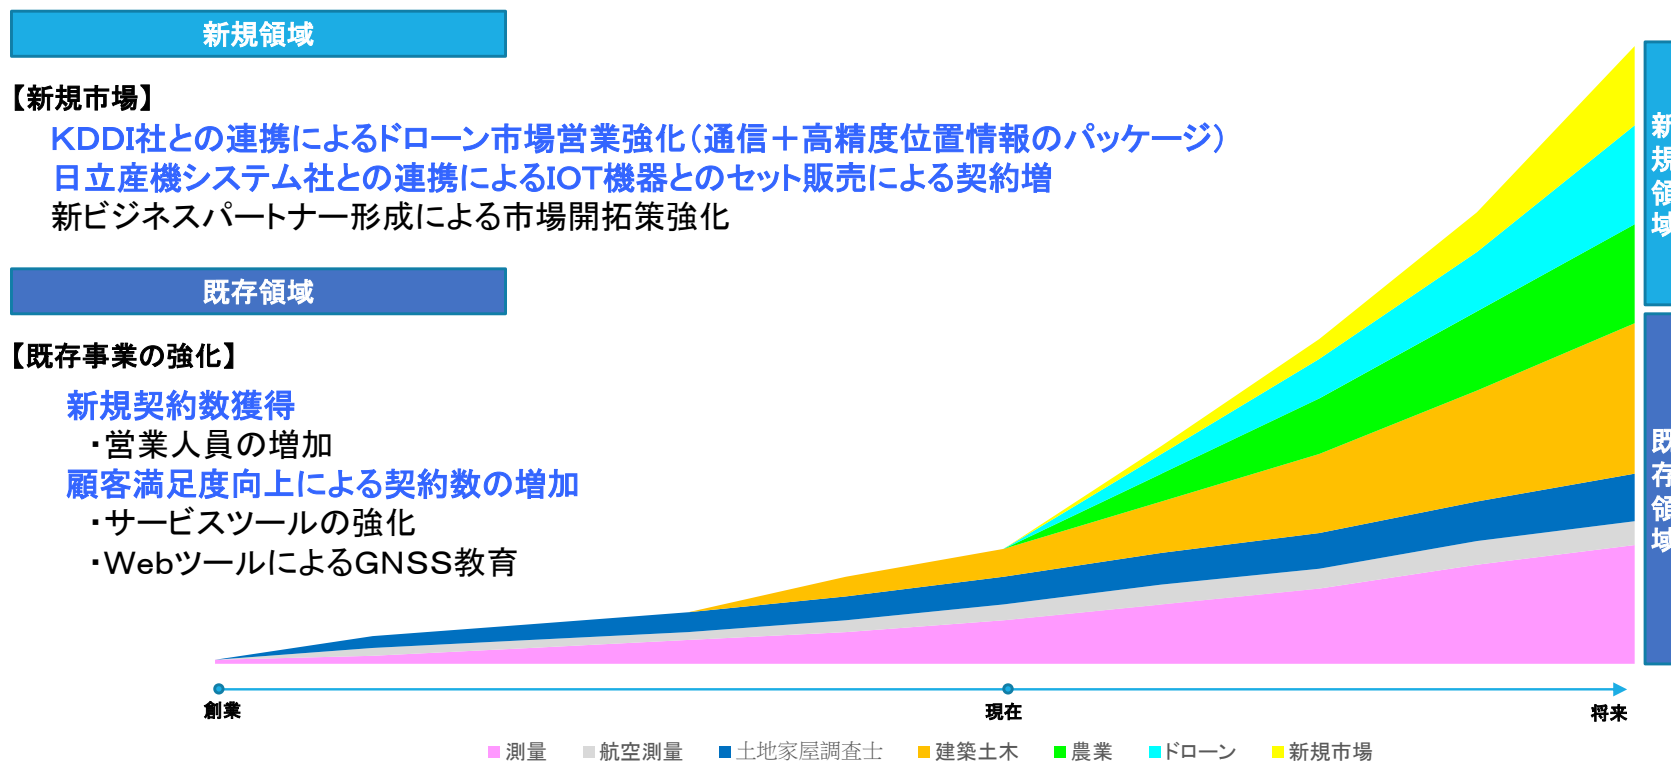 新規領域
【新規市場】
KDDI社との連携によるドローン市場営業強化（通信＋高精度位置情報のパッケージ）
日立産機システム社との連携によるIOT機器とのセット販売による契約増
新ビジネスパートナー形成による市場開拓策強化
既存領域
【既存事業の強化】
新規契約数獲得
・営業人員の増加
顧客満足度向上による契約数の増加
・サービスツールの強化
・WebツールによるGNSS教育
新規領域
既存領域
創業
現在
将来
測量
航空測量
土地家屋調査士
建築土木
農業
ドローン
新規市場